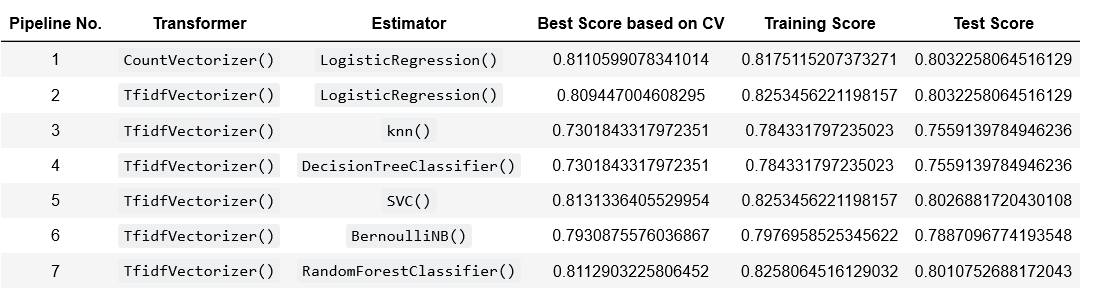 Pipeline No. Transformer Estimator Best Score based on CV Training Score Test Score
1 CountVectorizer() LogisticRegression() 0.8110599078341014 0.8175115207373271 0.8032258064516129
2 TfidfVectorizer() LogisticRegression() 0.809447004608295 0.8253456221198157 0.8032258064516129
3 TfidfVectorizer() knn() 0.7301843317972351 0.784331797235023 0.7559139784946236
4 TfidfVectorizer() DecisionTreeClassifier() 0.7301843317972351 0.784331797235023 0.7559139784946236
5 TfidfVectorizer() SVC() 0.8131336405529954 0.8253456221198157 0.8026881720430108
6 TfidfVectorizer() BernoulliNB() 0.7930875576036867 0.7976958525345622 0.7887096774193548
7 TfidfVectorizer() RandomForestClassifier() 0.8112903225806452 0.8258064516129032 0.8010752688172043